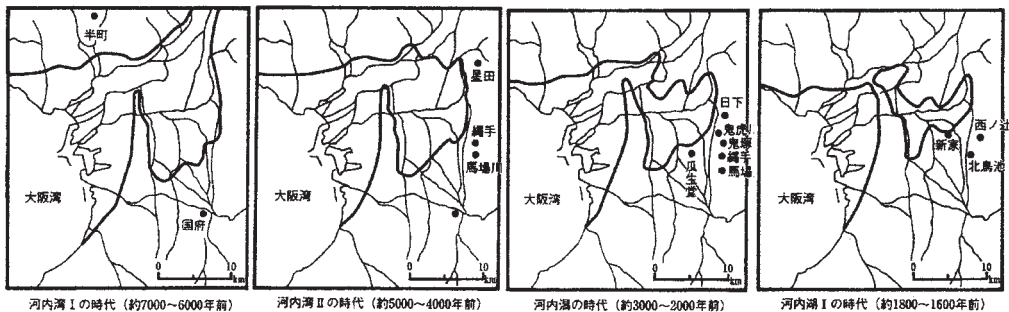 半町
大阪湾
国府
0 10
km
河内湾Ⅰの時代(約7000〜6000年前)
星田
縄手
馬場川
大阪湾
0 10
km
河内湾Ⅱの時代(約5000〜4000年前)
日下
鬼虎川
鬼塚
縄手
馬場
瓜生堂
大阪湾
0 10
km
河内潟の時代(約3000〜2000年前)
西ノ辻
新家
北鳥池
大阪湾
0 10
km
河内湖Ⅰの時代(約1800〜1600年前)